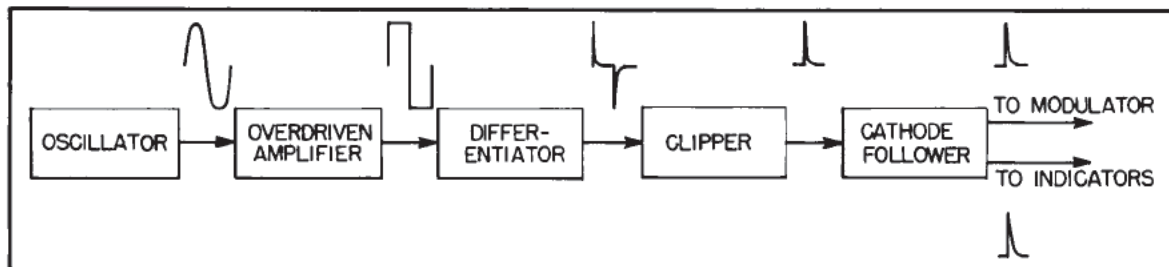 OSCILLATOR
OVERDRIVEN
AMPLIFIER
DIFFER-
ENTIATOR
CLIPPER
CATHODE
FOLLOWER
TO MODULATOR
TO INDICATORS